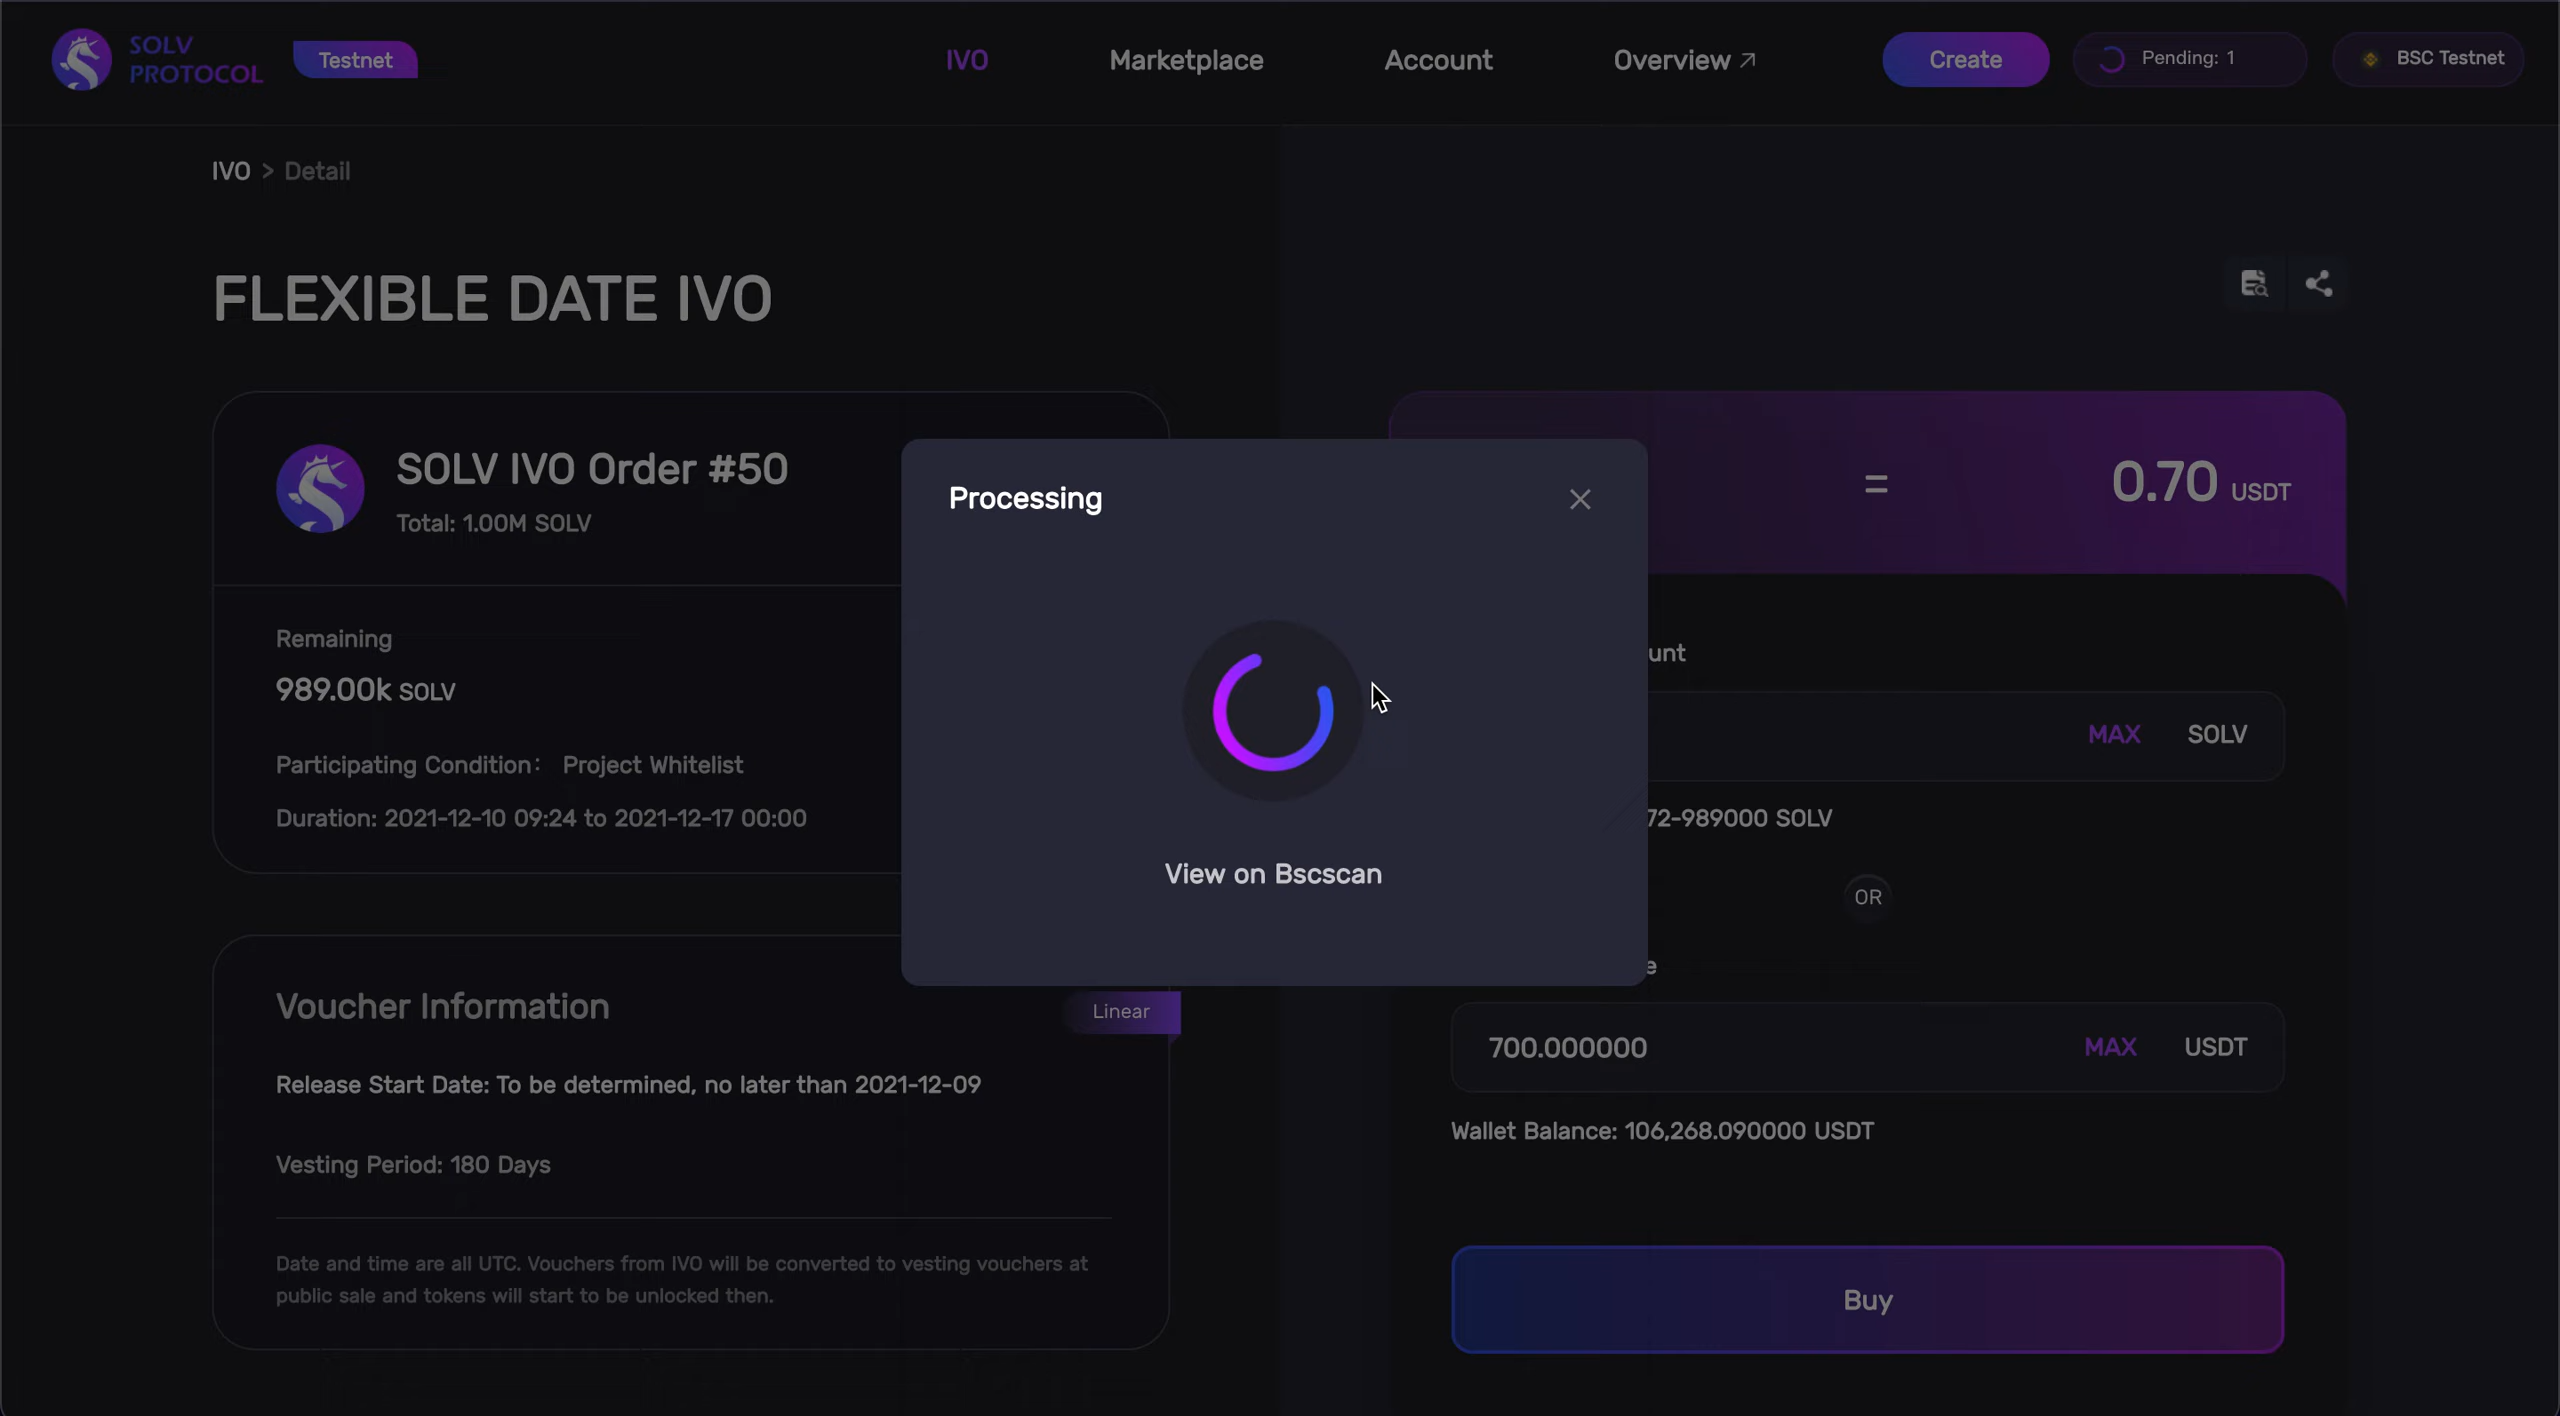 SOLV
PROTOCOL
Testnet
IVO
Marketplace
Account
Overview
Create
Pending: 1
BSC Testnet
IVO > Detail
FLEXIBLE DATE IVO
SOLV IVO Order #50
Total: 1.00M SOLV
= 0.70 USDT
Processing
View on Bscscan
Remaining
989.00k SOLV
Participating Condition: Project Whitelist
Duration: 2021-12-10 09:24 to 2021-12-17 00:00
unt
MAX SOLV
72-989000 SOLV
OR
e
Voucher Information
Linear
Release Start Date: To be determined, no later than 2021-12-09
Vesting Period: 180 Days
Date and time are all UTC. Vouchers from IVO will be converted to vesting vouchers at
public sale and tokens will start to be unlocked then.
700.000000 MAX USDT
Wallet Balance: 106,268.090000 USDT
Buy